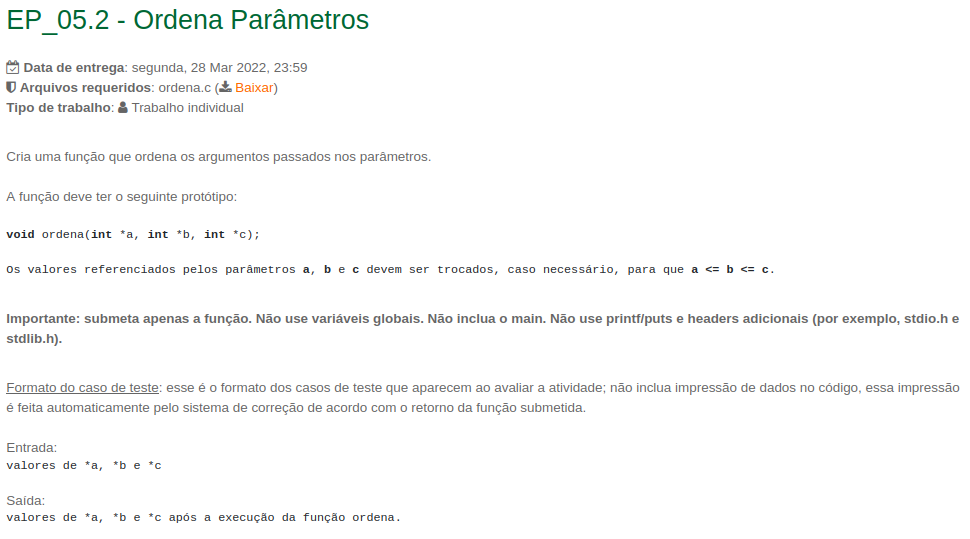 EP_05.2 - Ordena Parâmetros
Data de entrega: segunda, 28 Mar 2022, 23:59
Arquivos requeridos: ordena.c (Baixar)
Tipo de trabalho: Trabalho individual
Cria uma função que ordena os argumentos passados nos parâmetros.
A função deve ter o seguinte protótipo:
void ordena(int *a, int *b, int *c);
Os valores referenciados pelos parâmetros a, b e c devem ser trocados, caso necessário, para que a <= b <= c.
Importante: submeta apenas a função. Não use variáveis globais. Não inclua o main. Não use printf/puts e headers adicionais (por exemplo, stdio.h e
stdlib.h).
Formato do caso de teste: esse é o formato dos casos de teste que aparecem ao avaliar a atividade; não inclua impressão de dados no código, essa impressão
é feita automaticamente pelo sistema de correção de acordo com o retorno da função submetida.
Entrada:
valores de *a, *b e *c
Saída:
valores de *a, *b e *c após a execução da função ordena.